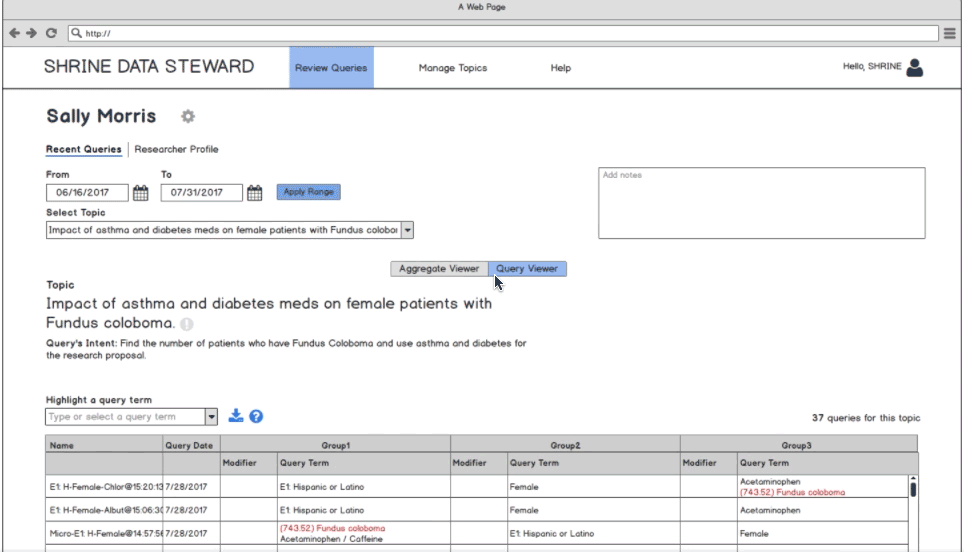 A Web Page
http://
SHRINE DATA STEWARD
Review Queries
Manage Topics
Help
Hello, SHRINE
Sally Morris
Recent Queries
Researcher Profile
From
To
06/16/2017
07/31/2017
Apply Range
Add notes
Select Topic
Impact of asthma and diabetes meds on female patients with Fundus colobo
Aggregate Viewer
Query Viewer
Topic
Impact of asthma and diabetes meds on female patients with
Fundus coloboma.
Query's Intent: Find the number of patients who have Fundus Coloboma and use asthma and diabetes for
the research proposal.
Highlight a query term
Type or select a query term
?
37 queries for this topic
Name Query Date Group1 Group2 Group3
Modifier Query Term Modifier Query Term Modifier Query Term
E1: H-Female-Chlor@15:20:13 7/28/2017 E1: Hispanic or Latino Female Acetaminophen
(743.52) Fundus coloboma
E1: H-Female-Albut@15:06:30 7/28/2017 E1: Hispanic or Latino Female Acetaminophen
Micro-E1: H-Female@14:57:56 7/28/2017 (743.52) Fundus coloboma E1: Hispanic or Latino Female
Acetaminophen / Caffeine